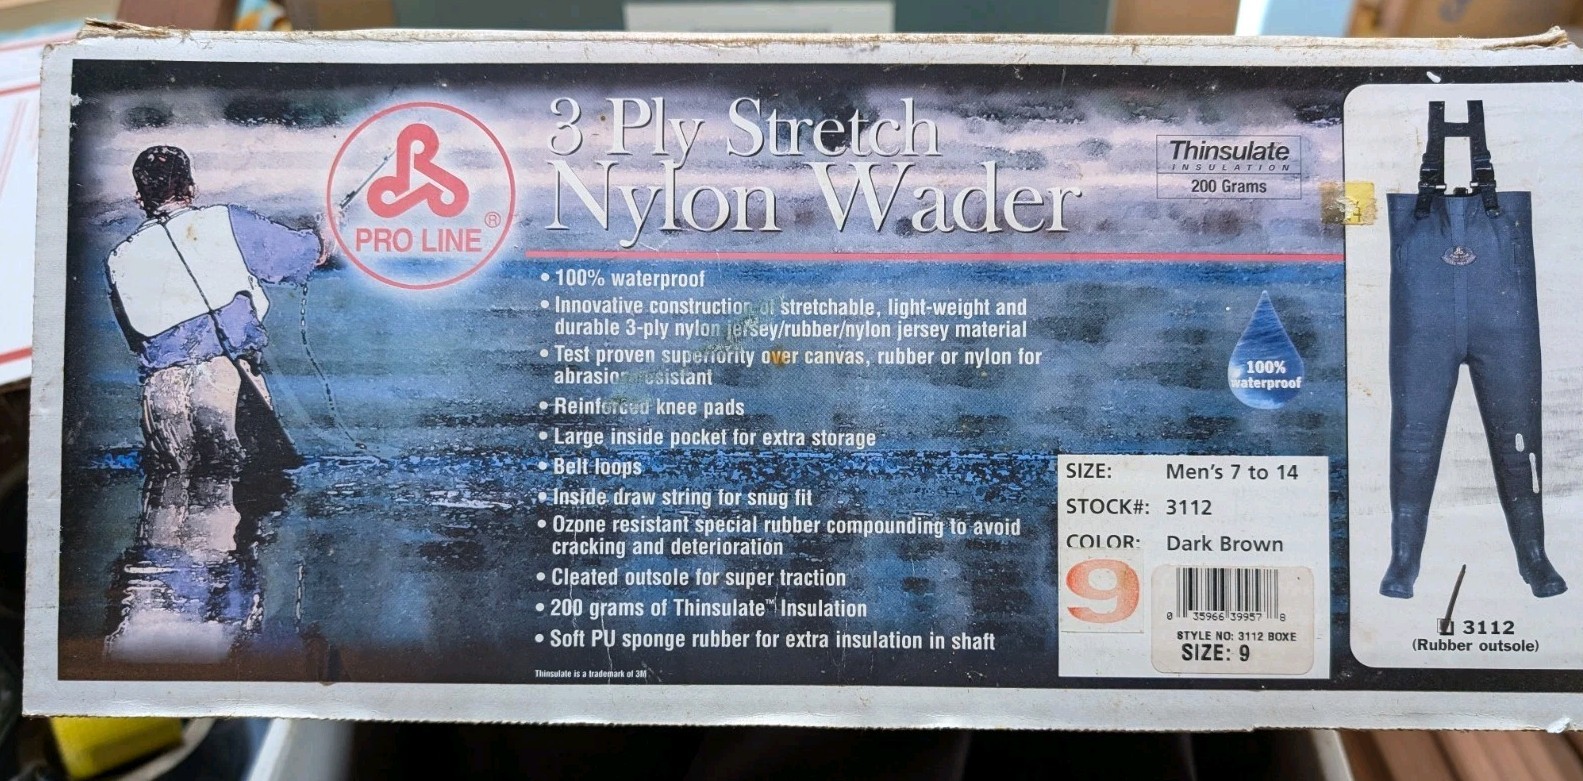 3 Ply Stretch
Nylon Wader
PRO LINE ®
Thinsulate
INSULATION
200 Grams
• 100% waterproof
• Innovative construction of stretchable, light-weight and
durable 3-ply nylon jersey/rubber/nylon jersey material
• Test proven superiority over canvas, rubber or nylon for
abrasion resistant
• Reinforced knee pads
• Large inside pocket for extra storage
• Belt loops
• Inside draw string for snug fit
• Ozone resistant special rubber compounding to avoid
cracking and deterioration
• Cleated outsole for super traction
• 200 grams of Thinsulate™ Insulation
• Soft PU sponge rubber for extra insulation in shaft
Thinsulate is a trademark of 3M
100%
waterproof
SIZE: Men's 7 to 14
STOCK#: 3112
COLOR: Dark Brown
9
0 35966 39957 8
STYLE NO: 3112 BOXE
SIZE: 9
3112
(Rubber outsole)